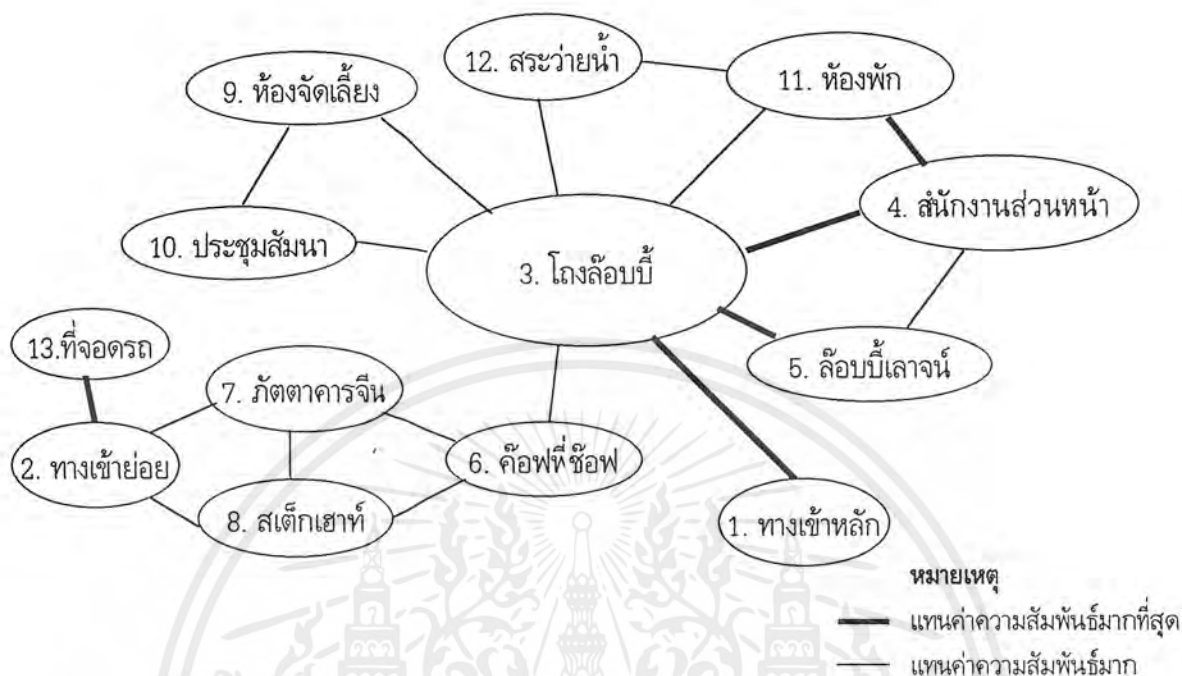 12. สระว่ายน้ำ
11. ห้องพัก
9. ห้องจัดเลี้ยง
4. สำนักงานส่วนหน้า
10. ประชุมสัมนา
3. โถงล๊อบบี้
13.ที่จอดรถ
5. ล๊อบบี้เลาจน์
7. ภัตตาคารจีน
2. ทางเข้าย่อย
6. ค๊อฟฟี่ช๊อฟ
8. สเต็กเฮาท์
1. ทางเข้าหลัก
หมายเหตุ
แทนค่าความสัมพันธ์มากที่สุด
แทนค่าความสัมพันธ์มาก